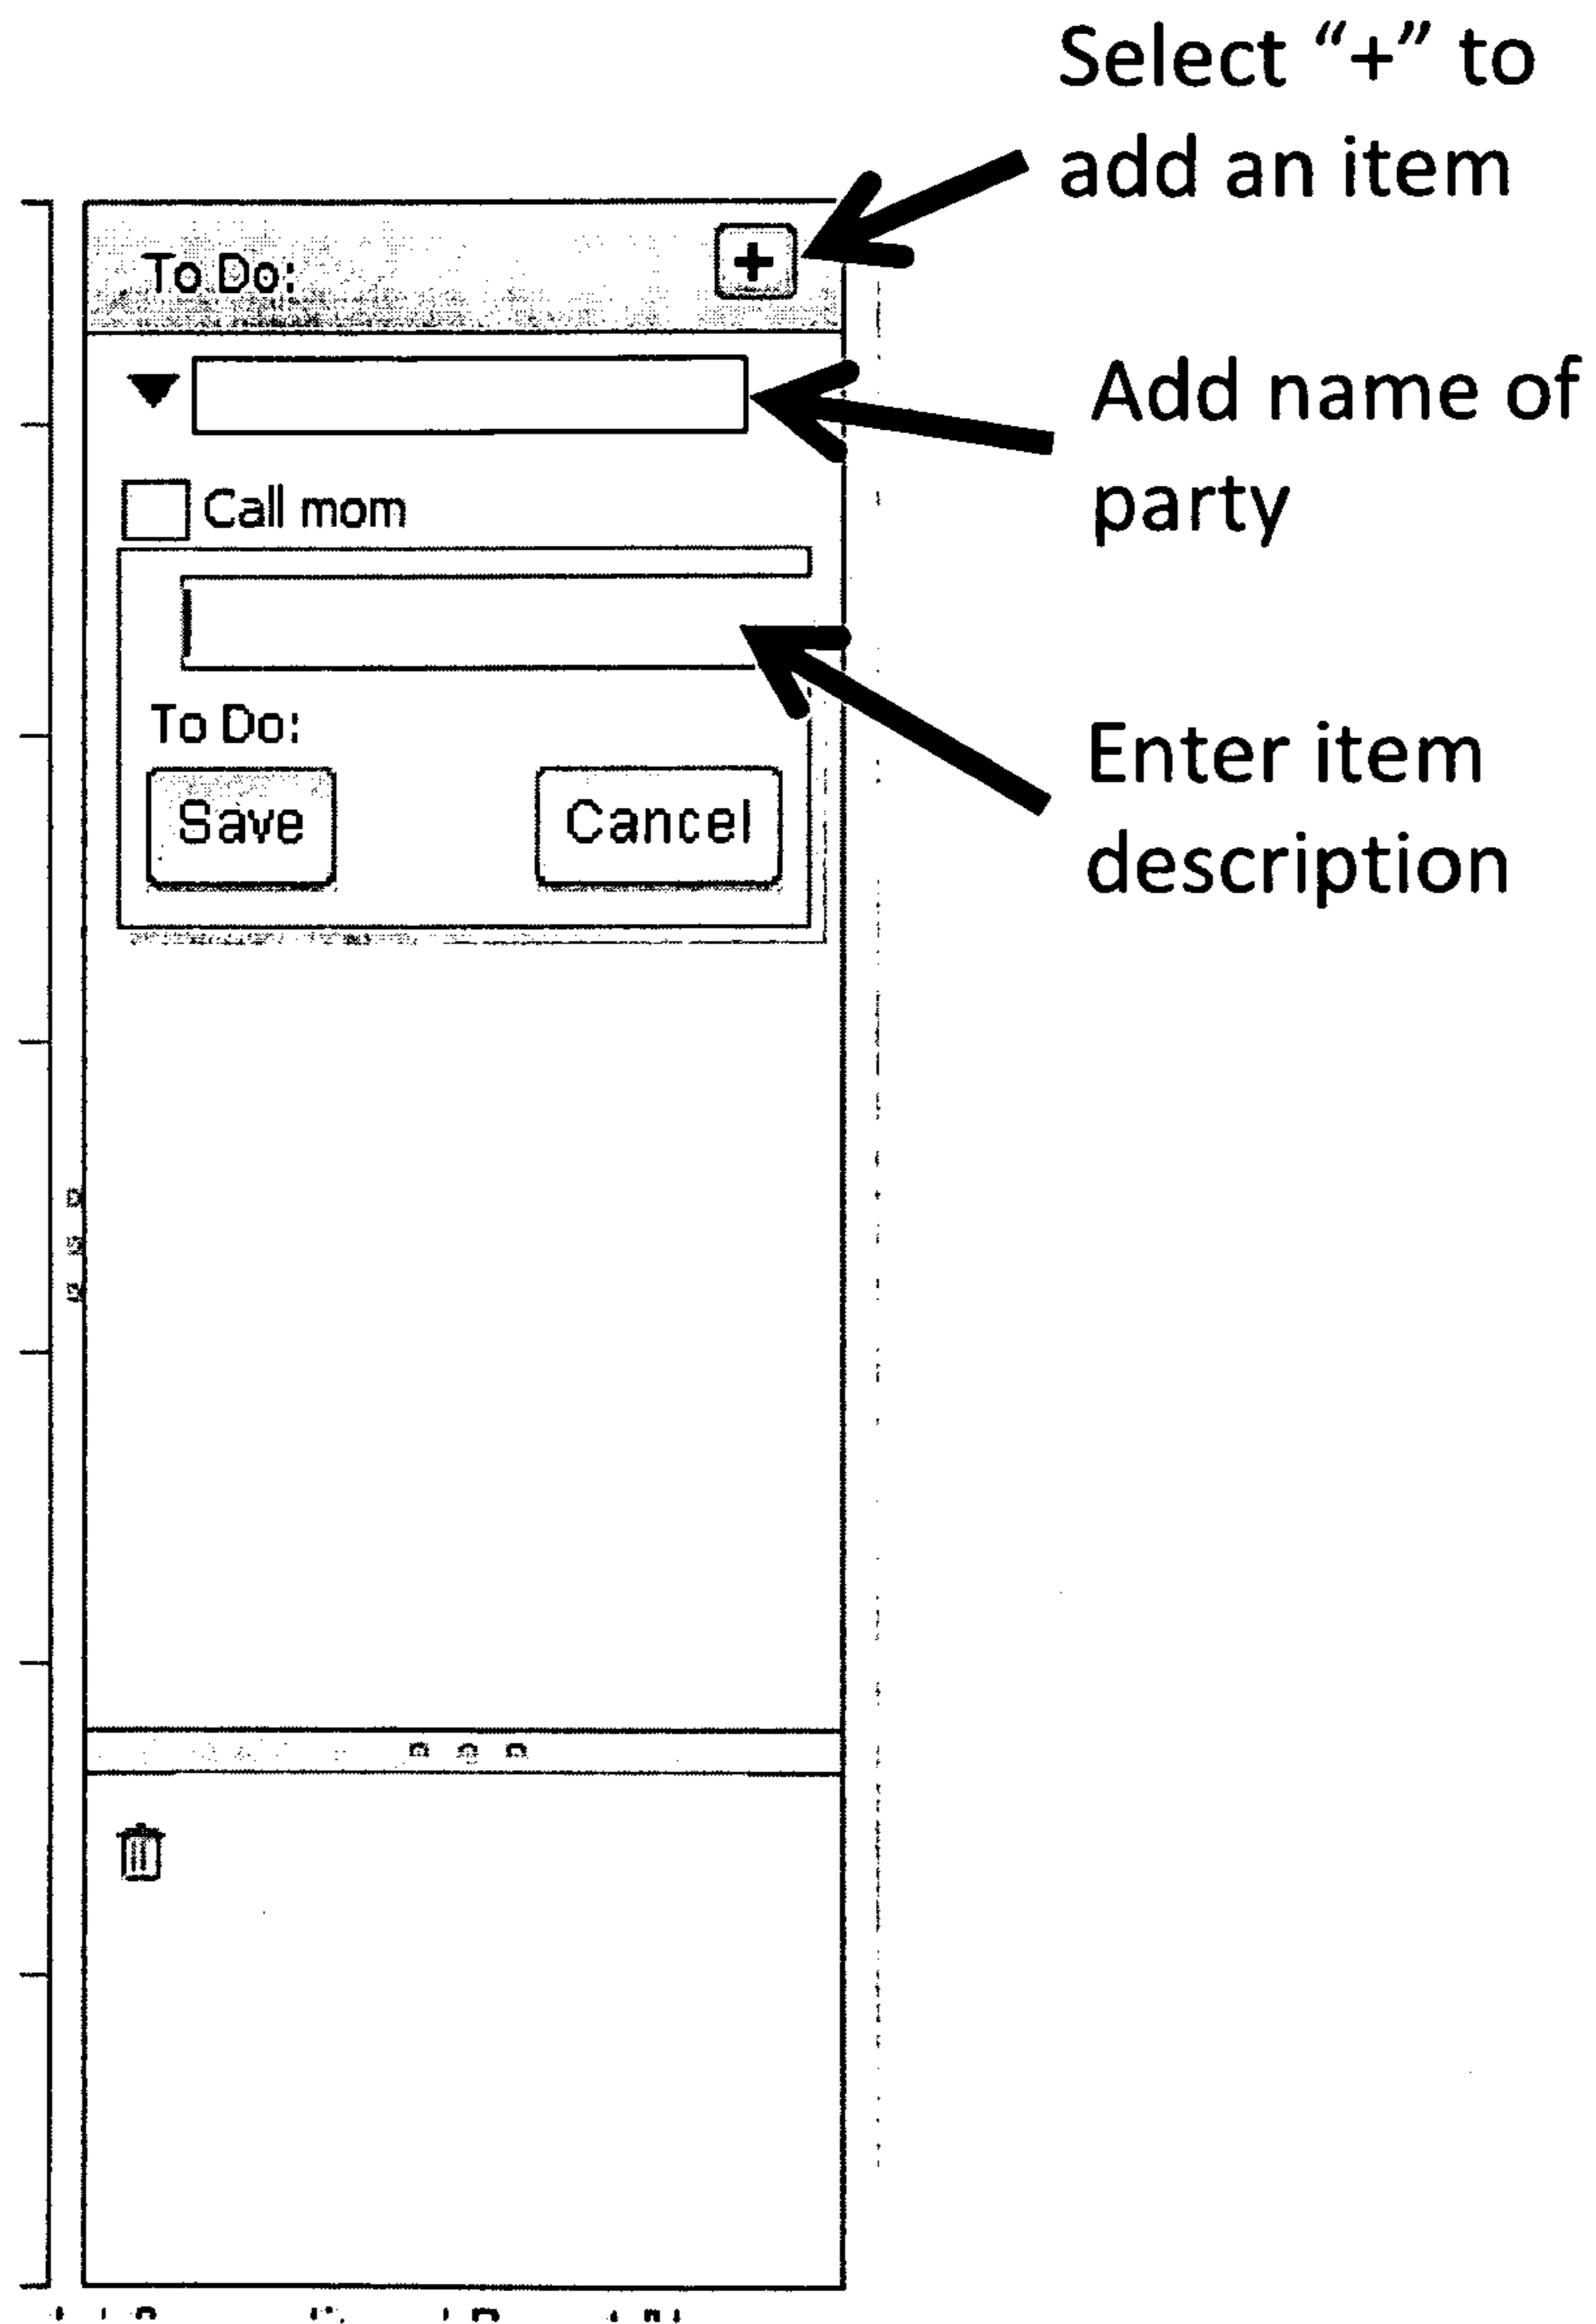 Select “+” to
add an item
To Do:
+
Add name of
party
Call mom
Enter item
description
To Do:
Save
Cancel